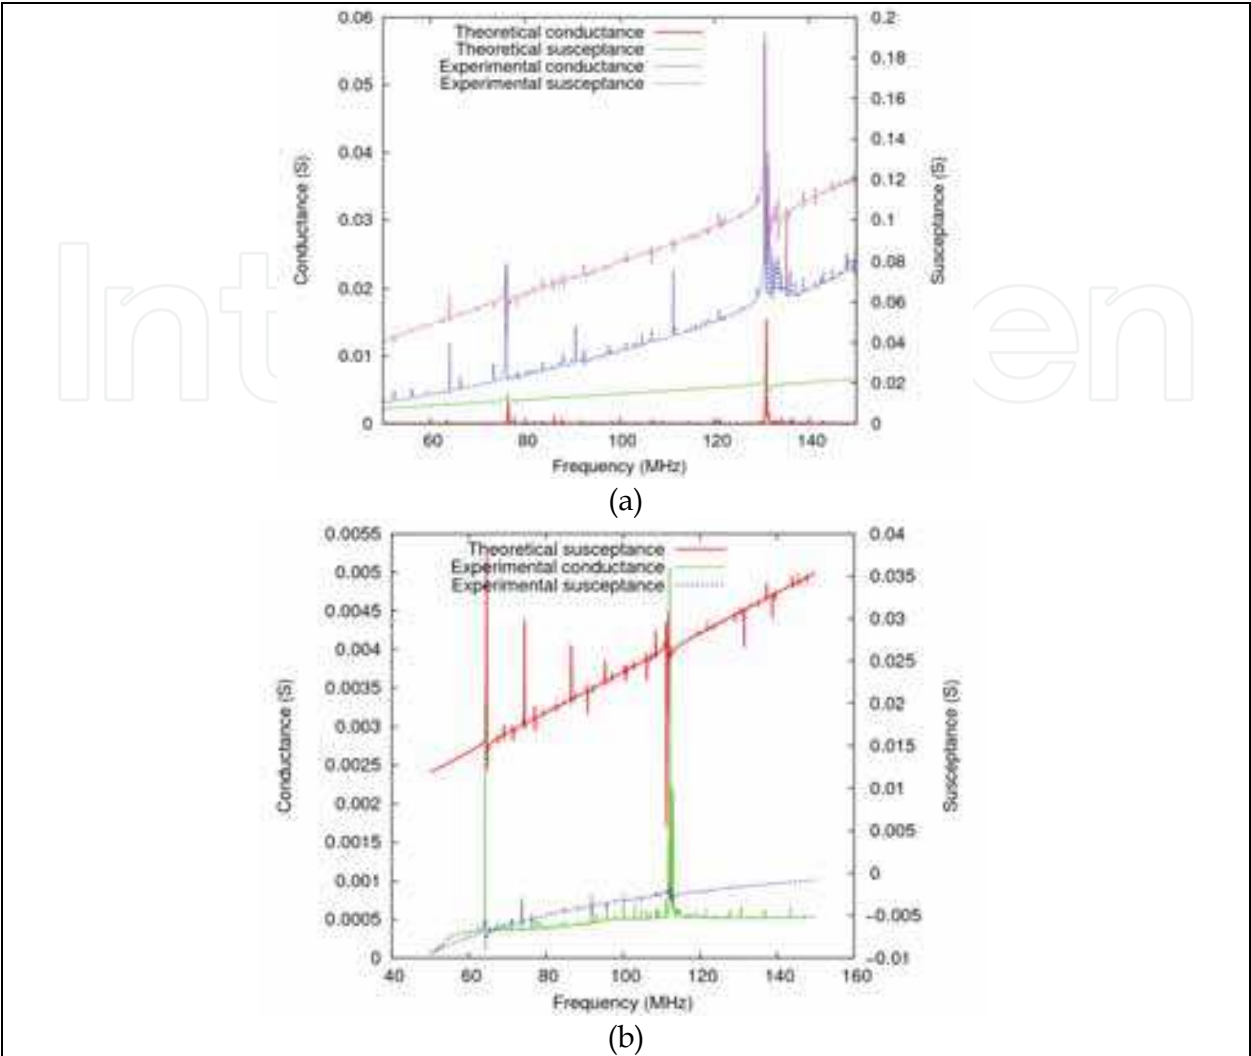 0.06
0.05
0.04
0.03
0.02
0.01
0
0.2
0.18
0.16
0.14
0.12
0.1
0.08
0.06
0.04
0.02
0
Theoretical conductance
Theoretical susceptance
Experimental conductance
Experimental susceptance
Conductance (S)
Susceptance (S)
60 80 100 120 140
Frequency (MHz)
(a)
0.0055
0.005
0.0045
0.004
0.0035
0.003
0.0025
0.002
0.0015
0.001
0.0005
0
0.04
0.035
0.03
0.025
0.02
0.015
0.01
0.005
0
-0.005
-0.01
Theoretical susceptance
Experimental conductance
Experimental susceptance
Conductance (S)
Susceptance (S)
40 60 80 100 120 140 160
Frequency (MHz)
(b)